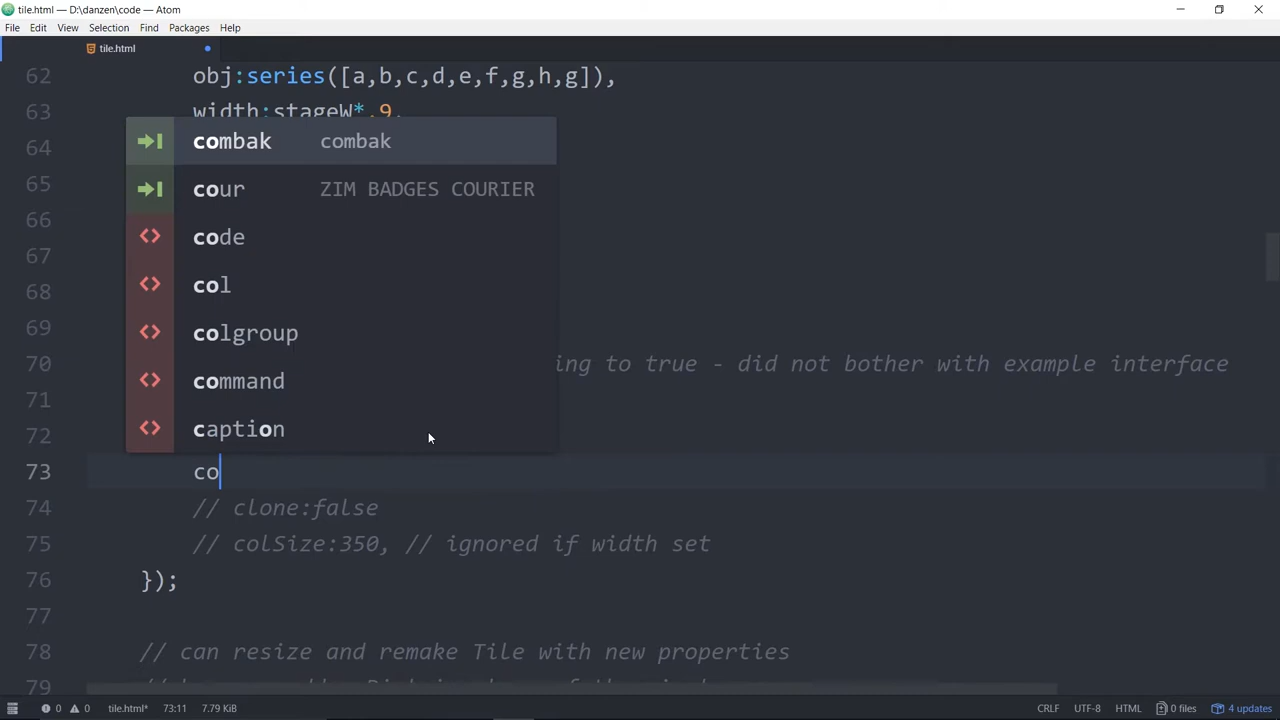 tile.html — D:\danzen\code — Atom
File Edit View Selection Find Packages Help
tile.html
62 obj:series([a,b,c,d,e,f,g,h,g]),
63 width:stageW*.9,
64 combak combak
65 cour ZIM BADGES COURIER
66
67 code
68 col
69 colgroup
70 ing to true - did not bother with example interface
71 command
72 caption
73 co
74 // clone:false
75 // colSize:350, // ignored if width set
76 });
77
78 // can resize and remake Tile with new properties
79
0 0 tile.html* 73:11 7.79 KiB CRLF UTF-8 HTML 0 files 4 updates